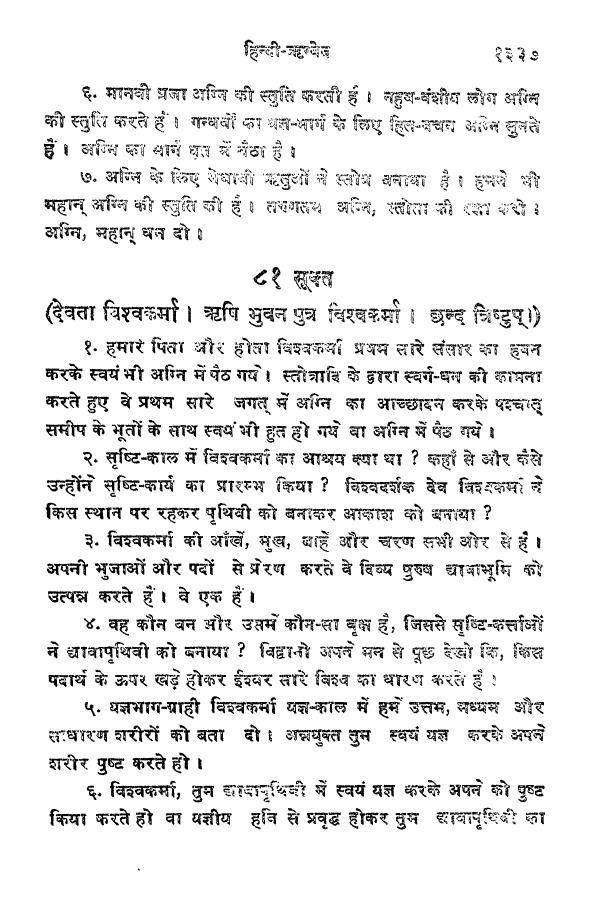 हिन्दी-ऋग्वेद १३३७
६. मानवी प्रजा अग्नि की स्तुति करती है। नहुष-वंशीय लोग अग्नि
की स्तुति करते हैं। गन्धर्वों का यज्ञ-मार्ग के लिए हित-वचन अग्नि सुनते
हैं। अग्नि का मार्ग घृत में बैठा है।
७. अग्नि के लिए मेधावी ऋतुओं ने स्तोत्र बनाया है। हमने भी
महान् अग्नि की स्तुति की है। तरुणतम अग्नि, स्तोता की रक्षा करो।
अग्नि, महान् धन दो।
८१ सूक्त
(देवता विश्वकर्मा। ऋषि भुवन पुत्र विश्वकर्मा। छन्द त्रिष्टुप्।)
१. हमारे पिता और होता विश्वकर्मा प्रथम सारे संसार का हवन
करके स्वयं भी अग्नि में पैठ गये। स्तोत्रादि के द्वारा स्वर्ग-धन की कामना
करते हुए वे प्रथम सारे जगत् में अग्नि का आच्छादन करके पश्चात्
समीप के भूतों के साथ स्वयं भी हुत हो गये वा अग्नि में पैठ गये।
२. सृष्टि-काल में विश्वकर्मा का आश्रय क्या था? कहाँ से और कैसे
उन्होंने सृष्टि-कार्य का प्रारम्भ किया? विश्वदर्शक देव विश्वकर्मा ने
किस स्थान पर रहकर पृथिवी को बनाकर आकाश को बनाया?
३. विश्वकर्मा की आँखें, मुख, बाहें और चरण सभी ओर से हैं।
अपनी भुजाओं और पदों से प्रेरण करते वे दिव्य पुरुष द्यावाभूमि को
उत्पन्न करते हैं। वे एक हैं।
४. वह कौन वन और उसमें कौन-सा वृक्ष है, जिससे सृष्टि-कर्त्ताओं
ने द्यावापृथिवी को बनाया? विद्वानो अपने मन से पूछ देखो कि, किस
पदार्थ के ऊपर खड़े होकर ईश्वर सारे विश्व का धारण करते हैं।
५. यज्ञभाग-ग्राही विश्वकर्मा यज्ञ-काल में हमें उत्तम, मध्यम और
साधारण शरीरों को बता दो। अन्नयुक्त तुम स्वयं यज्ञ करके अपने
शरीर पुष्ट करते हो।
६. विश्वकर्मा, तुम द्यावापृथिवी में स्वयं यज्ञ करके अपने को पुष्ट
किया करते हो वा यज्ञीय हवि से प्रवृद्ध होकर तुम द्यावापृथिवी का